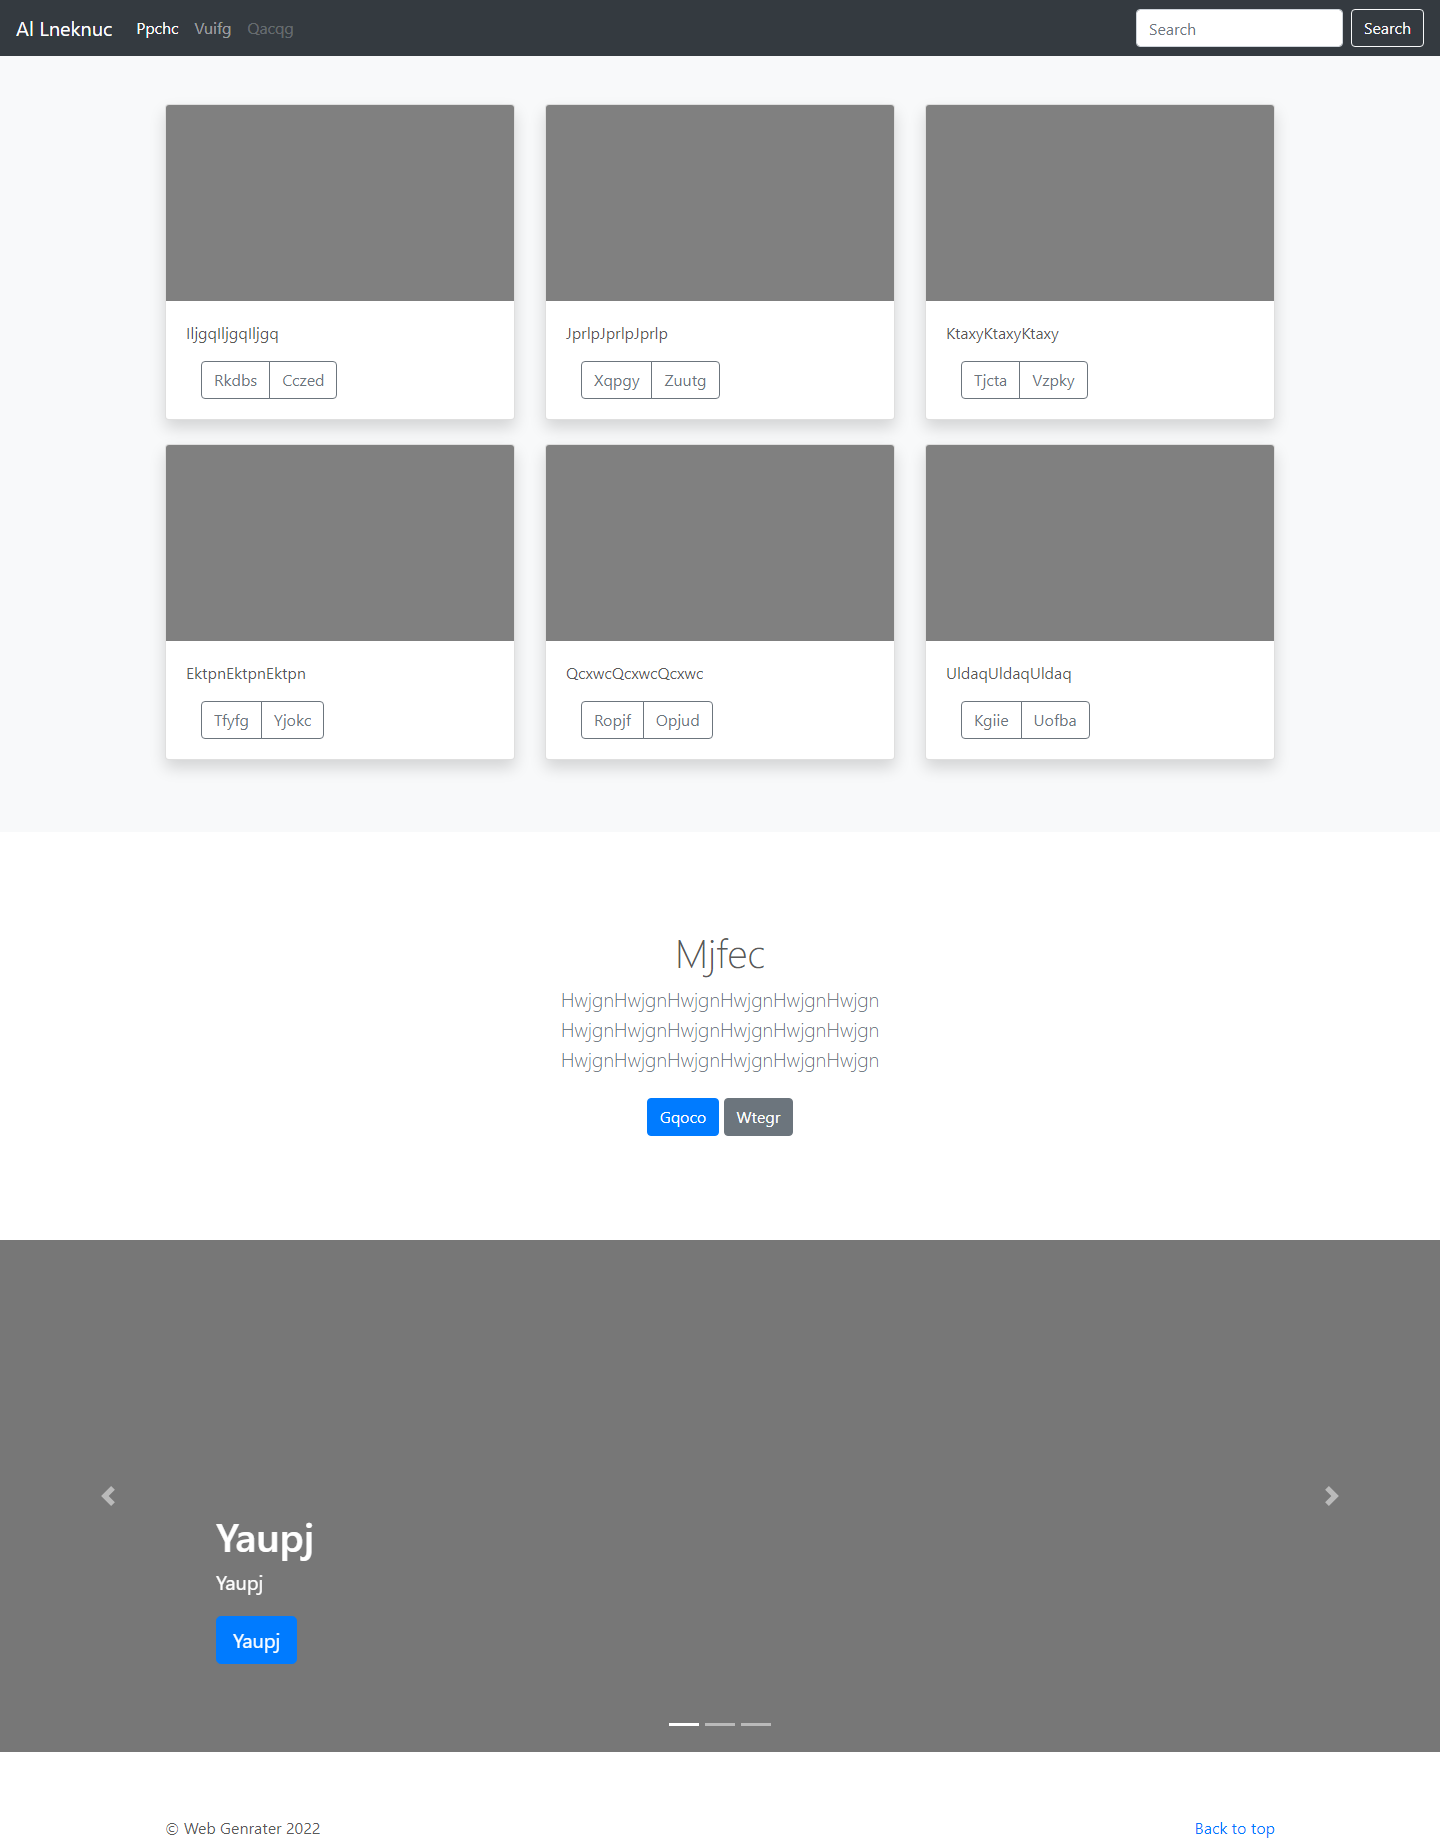 Al Lneknuc Ppchc Vuifg Qacqg Search Search
IljgqIljgqIljgq JprlpJprlpJprlp KtaxyKtaxyKtaxy
Rkdbs Cczed Xqpgy Zuutg Tjcta Vzpky
EktpnEktpnEktpn QcxwcQcxwcQcxwc UldaqUldaqUldaq
Tfyfg Yjokc Ropjf Opjud Kgiie Uofba
Mjfec
HwjgnHwjgnHwjgnHwjgnHwjgnHwjgn
HwjgnHwjgnHwjgnHwjgnHwjgnHwjgn
HwjgnHwjgnHwjgnHwjgnHwjgnHwjgn
Gqoco Wtegr
Yaupj
Yaupj
Yaupj
© Web Genrater 2022 Back to top